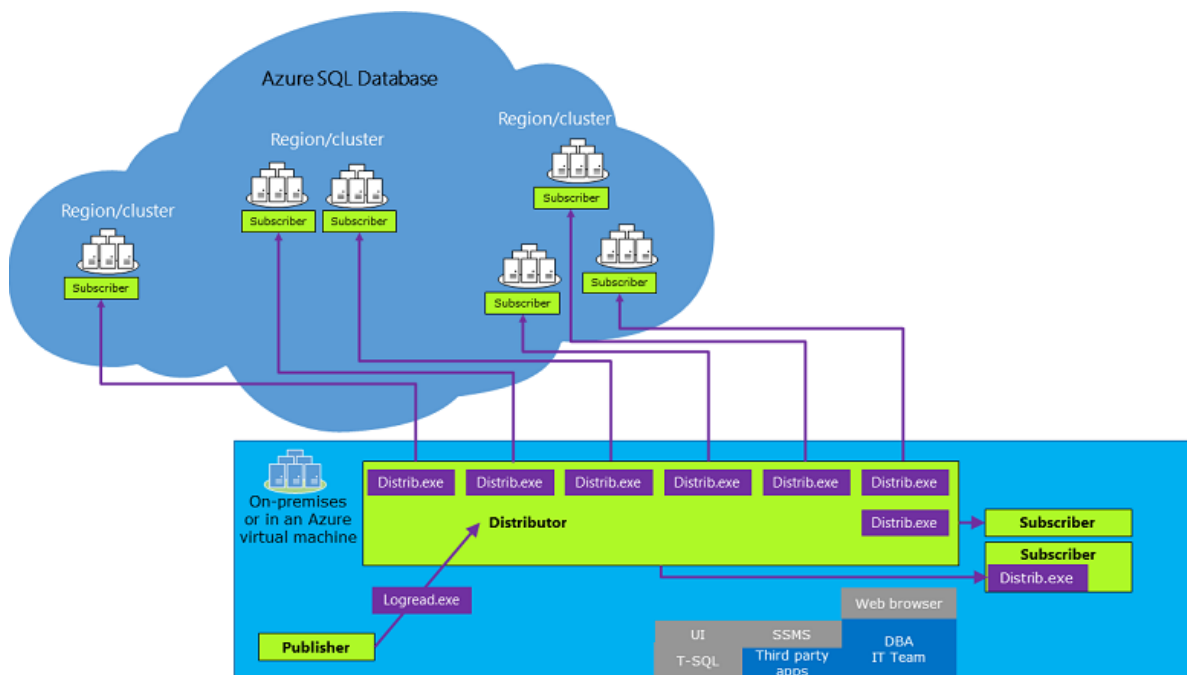 Azure SQL Database
Region/cluster
Subscriber
Region/cluster
Subscriber
Subscriber
Region/cluster
Subscriber
Subscriber
Subscriber
On-premises
or in an Azure
virtual machine
Distrib.exe
Distrib.exe
Distrib.exe
Distrib.exe
Distrib.exe
Distrib.exe
Distributor
Distrib.exe
Subscriber
Subscriber
Distrib.exe
Logread.exe
Publisher
UI
T-SQL
SSMS
Third party
apps
Web browser
DBA
IT Team